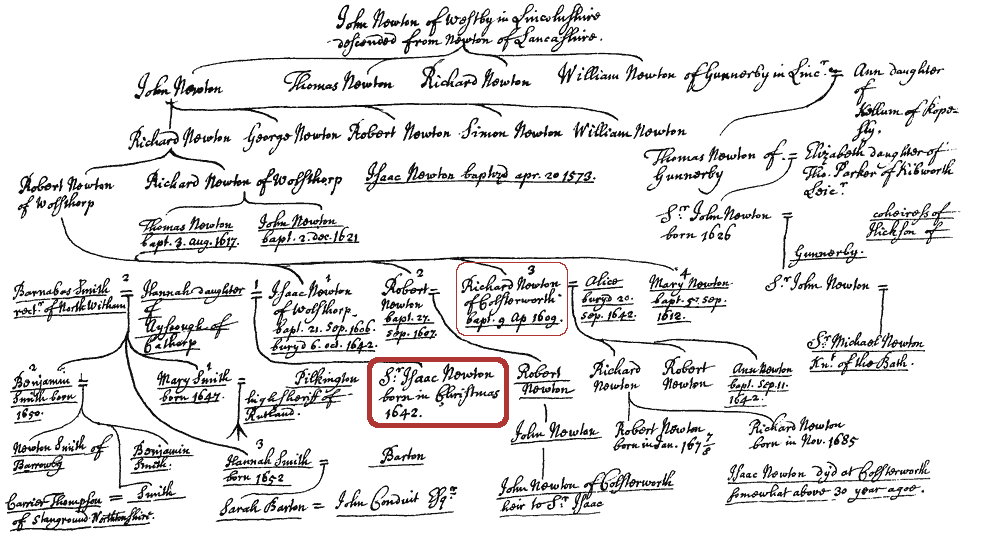 John Newton of Westby in Lincolnshire
descended from Newton of Lancashire.
John Newton
Thomas Newton
Richard Newton
William Newton of Gunnerby in Linc.r =
Ann daughter
of
Kellum of Rope-
sly.
Richard Newton
George Newton
Robert Newton
Simon Newton
William Newton
Thomas Newton of =
Gunnerby
Elizabeth daughter of
Tho. Parker of Kibworth
Leic.r
Robert Newton
of Wolsthorp
Richard Newton of Wolsthorp
Isaac Newton baptzd apr. 20 1573.
Thomas Newton
bapt. 3. aug. 1617.
John Newton
bapt. 2. dec. 1621
S.r John Newton =
born 1626
coheiress of
Hickson of
Gunnerby.
Barnabas Smith
rect.r of North Witham
2
=
Hannah daughter
of
Ayscough of
1
=
1
Isaac Newton
of Wolsthorp
bapt. 21. Sep. 1606.
buryd 6. oct. 1642.
2
Robert =
Newton
bapt. 27.
Sep. 1607.
3
Richard Newton =
of Colsterworth
bapt. 9 Ap 1609.
Alice
buryd 20.
Sep. 1642.
4
Mary Newton
bapt. 5. Sep.
1612.
S.r John Newton =
S.r Michael Newton
Kn.t of the Bath.
2
Benjamin =
Smith born
1650.
1
Mary Smith =
born 1647.
Pilkington
high sherif of
Rutland.
S.r Isaac Newton
born in Christmas
1642.
Robert
Newton
Richard
Newton
Robert
Newton
Ann Newton
bapt. Sep. 11.
1642.
Newton Smith of
Barrowby
Benjamin
Smith.
3
Hannah Smith =
born 1652
Barton
John Newton
Robert Newton
born in Jan. 167 7/8
Richard Newton
born in Nov. 1685
Carrier Thompson =
of Stanground Northtonshire.
Smith
Sarah Barton =
John Conduit Esq.r
John Newton of Colsterworth
heir to S.r Isaac
Isaac Newton dyd at Colsterworth
somewhat above 30 year agoe.